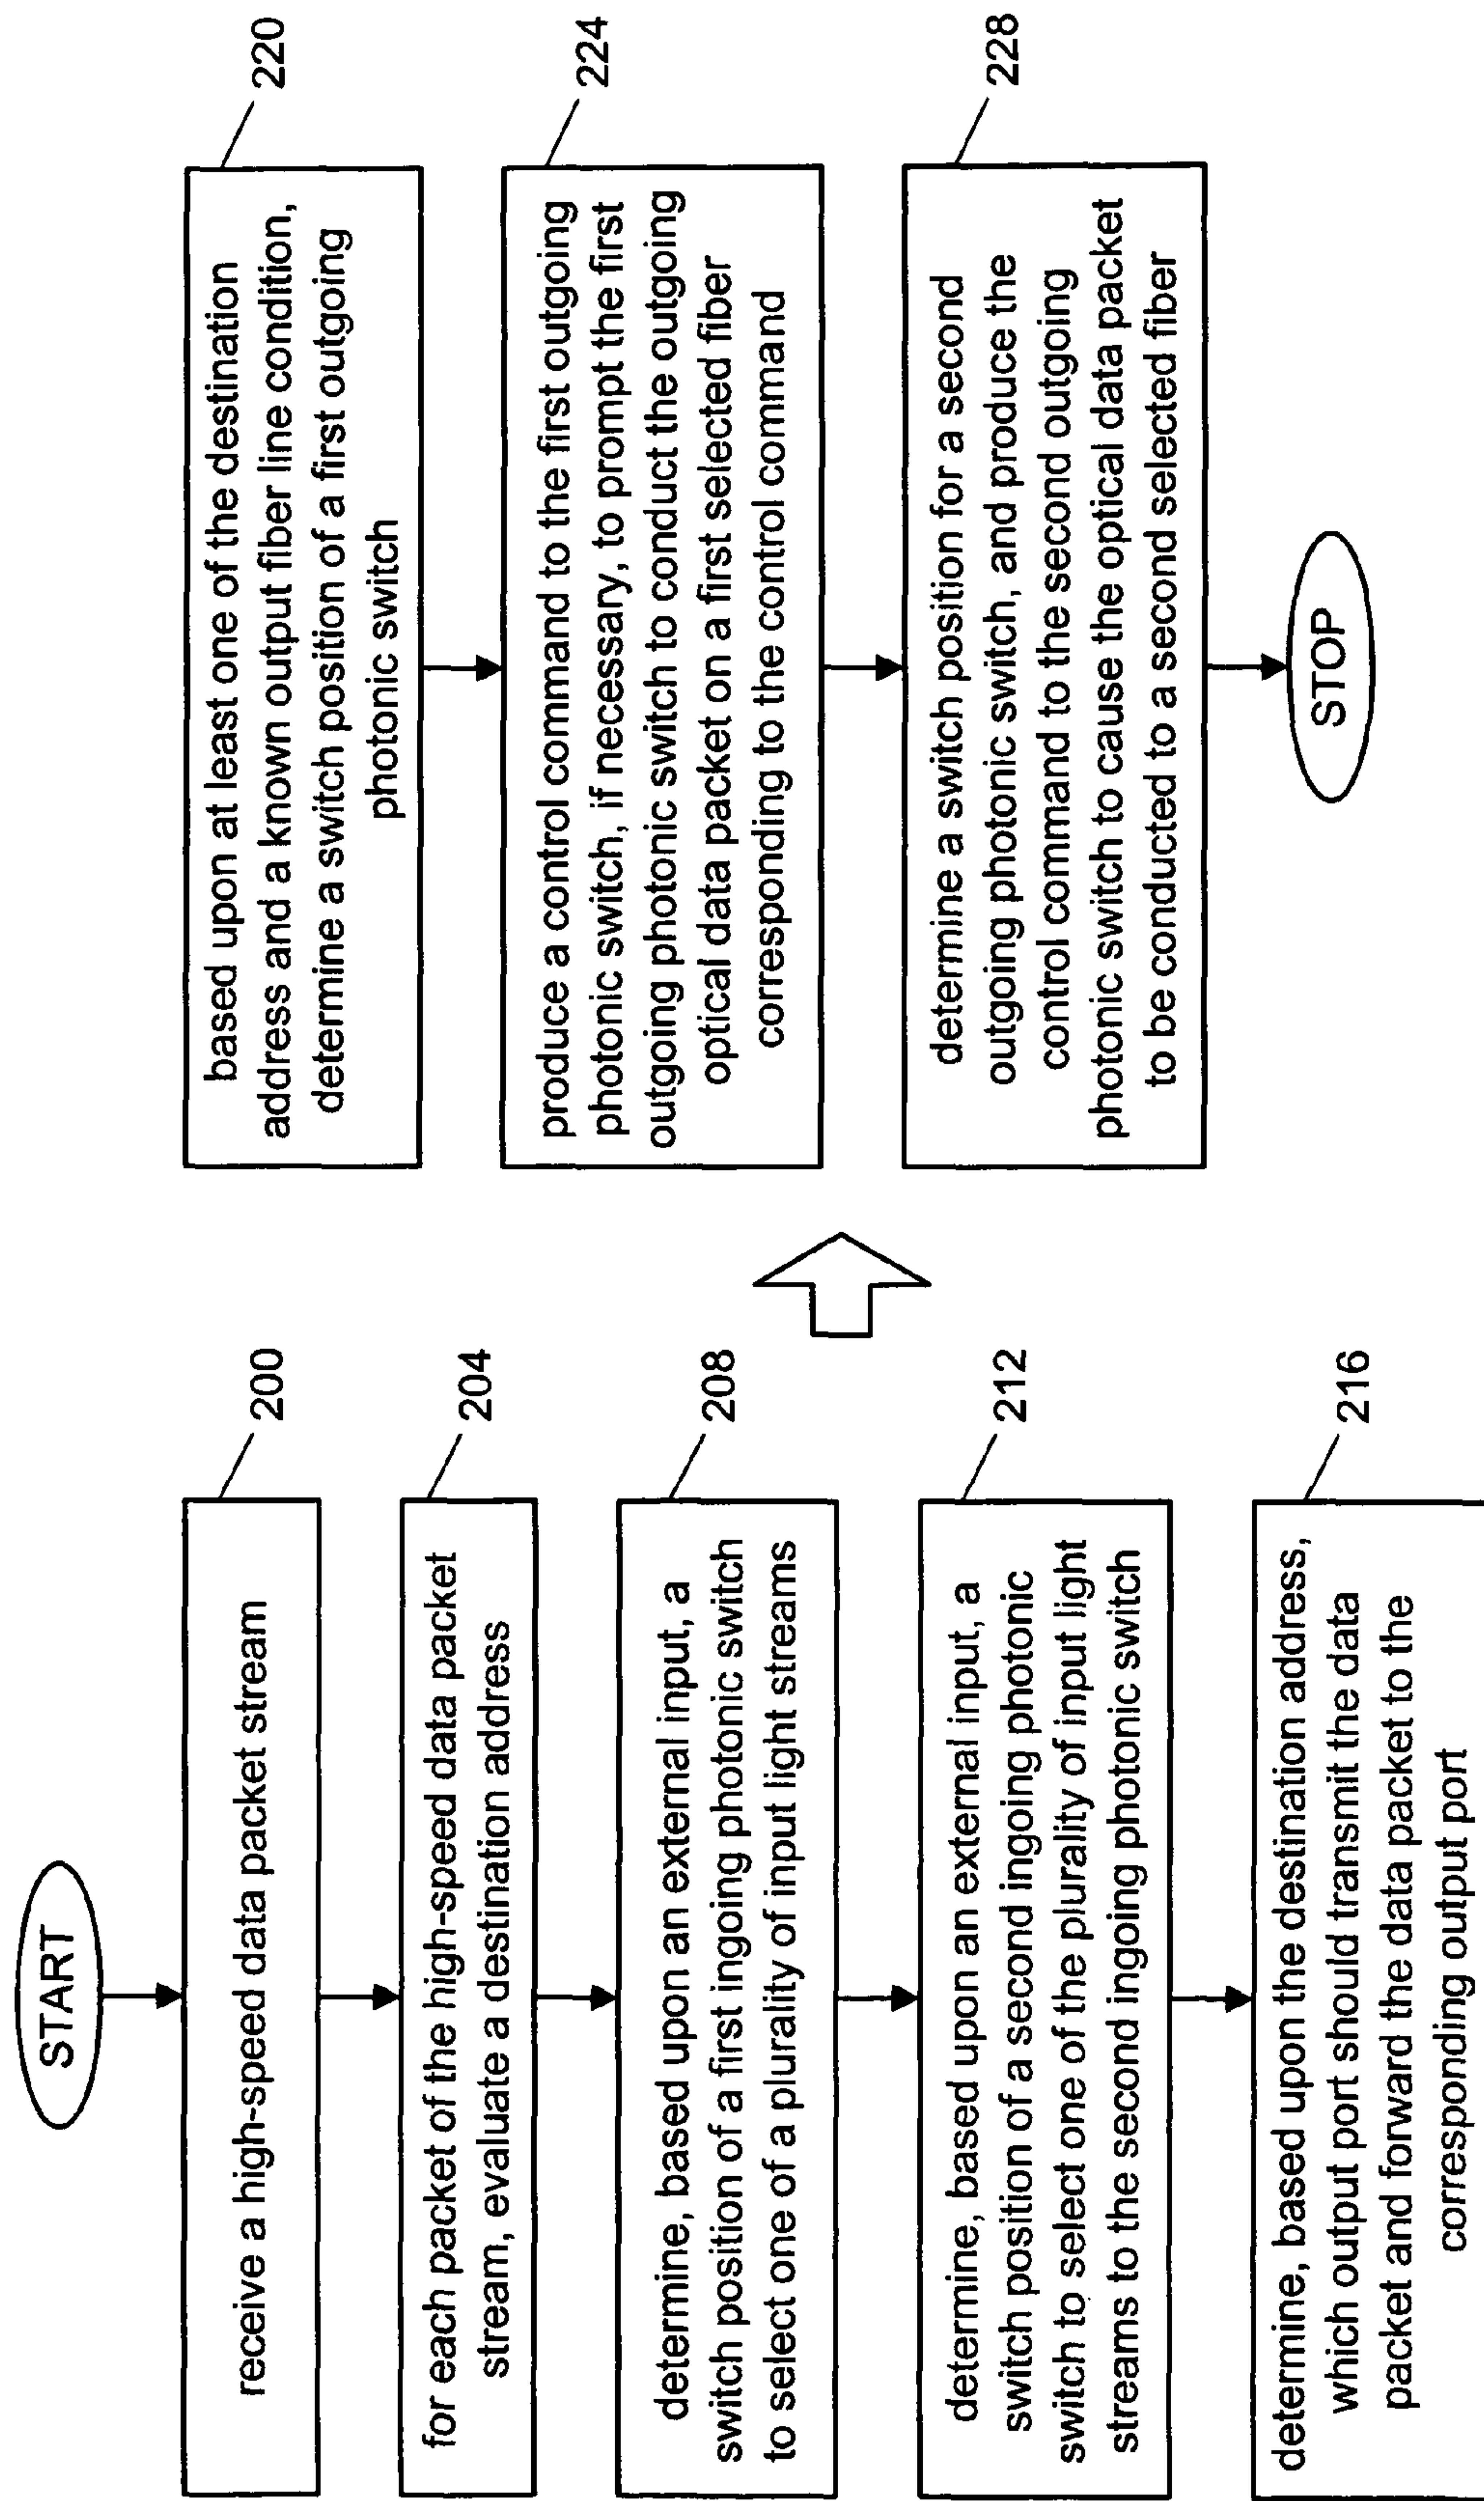 START
200
receive a high-speed data packet stream
204
for each packet of the high-speed data packet
stream, evaluate a destination address
208
determine, based upon an external input, a
switch position of a first ingoing photonic switch
to select one of a plurality of input light streams
212
determine, based upon an external input, a
switch position of a second ingoing photonic
switch to select one of the plurality of input light
streams to the second ingoing photonic switch
216
determine, based upon the destination address,
which output port should transmit the data
packet and forward the data packet to the
corresponding output port
220
based upon at least one of the destination
address and a known output fiber line condition,
determine a switch position of a first outgoing
photonic switch
224
produce a control command to the first outgoing
photonic switch, if necessary, to prompt the first
outgoing photonic switch to conduct the outgoing
optical data packet on a first selected fiber
corresponding to the control command
228
determine a switch position for a second
outgoing photonic switch, and produce the
control command to the second outgoing
photonic switch to cause the optical data packet
to be conducted to a second selected fiber
STOP